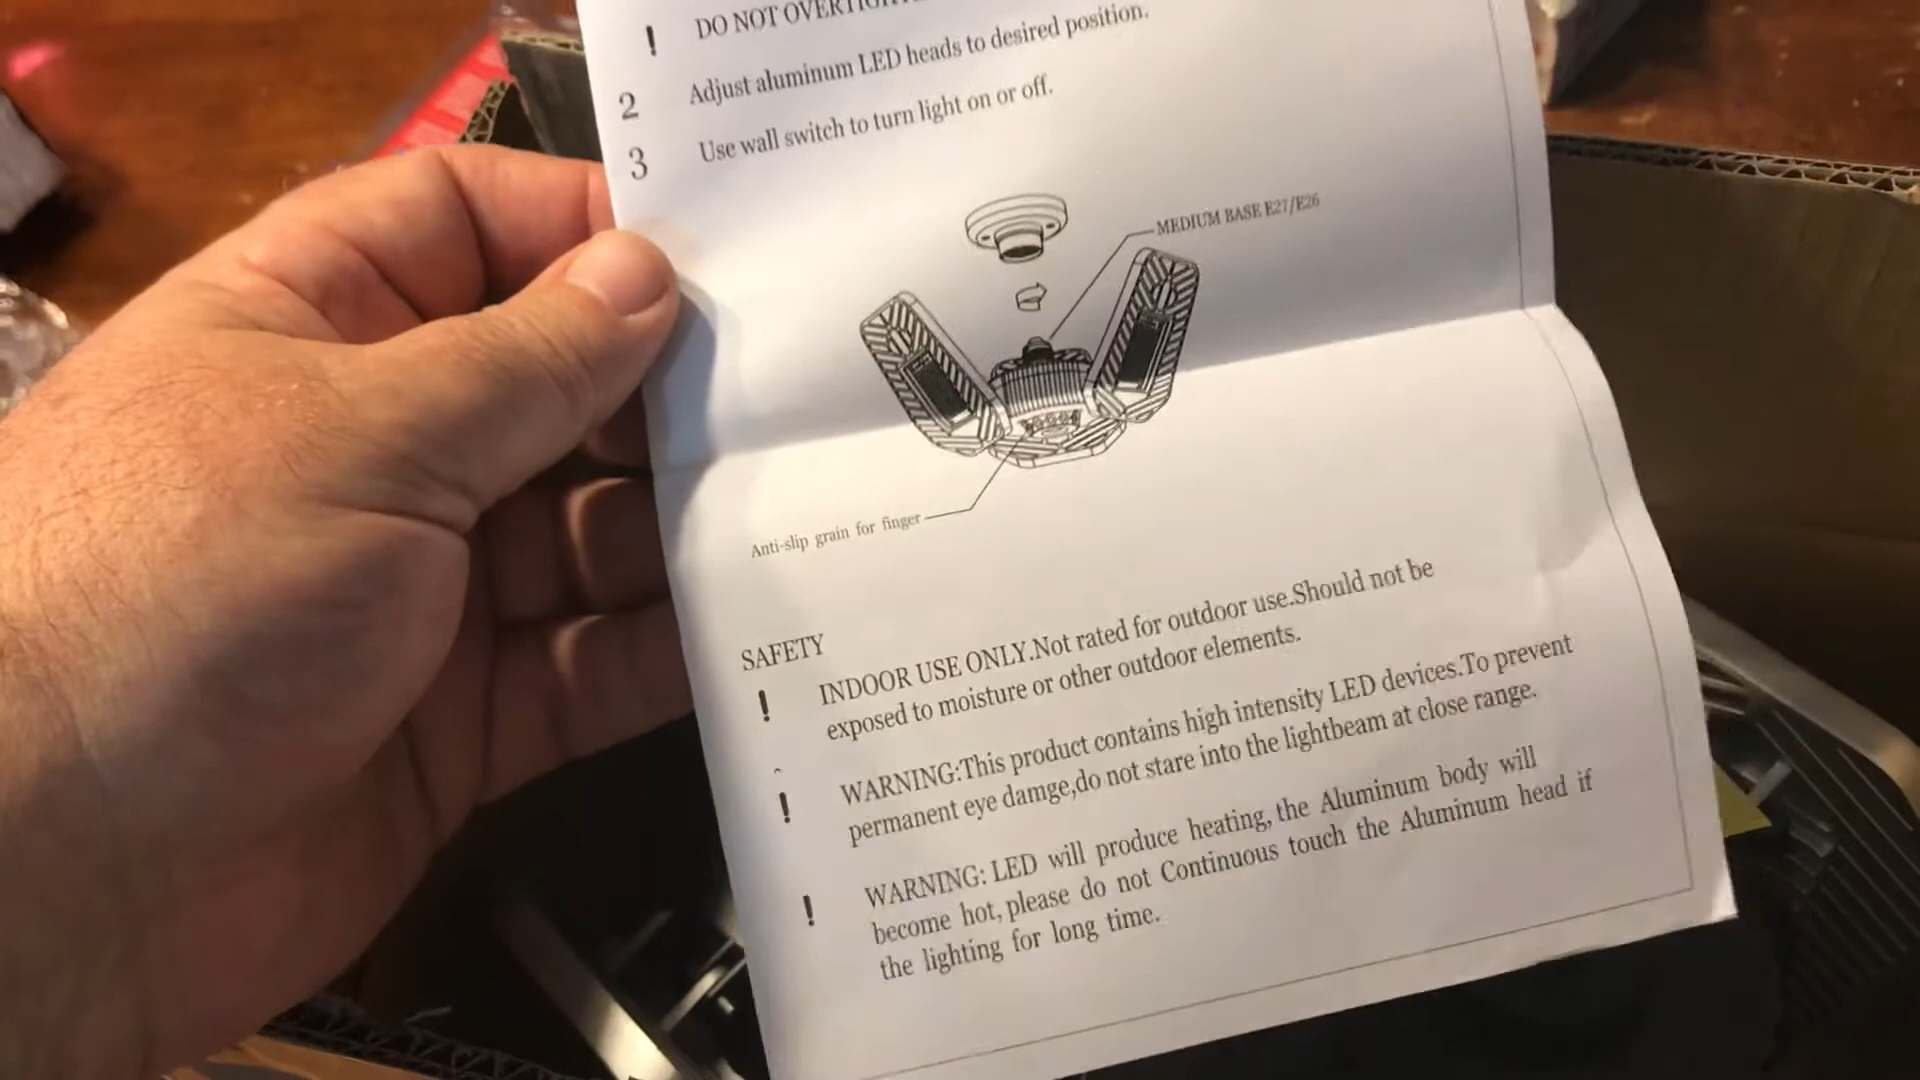 ! DO NOT
2 Adjust aluminum LED heads to desired position.
3 Use wall switch to turn light on or off.
MEDIUM BASE E27/E26
Anti-slip grain for finger
SAFETY
! INDOOR USE ONLY.Not rated for outdoor use.Should not be
exposed to moisture or other outdoor elements.
! WARNING:This product contains high intensity LED devices.To prevent
permanent eye damge,do not stare into the lightbeam at close range.
! WARNING: LED will produce heating, the Aluminum body will
become hot, please do not Continuous touch the Aluminum head if
the lighting for long time.